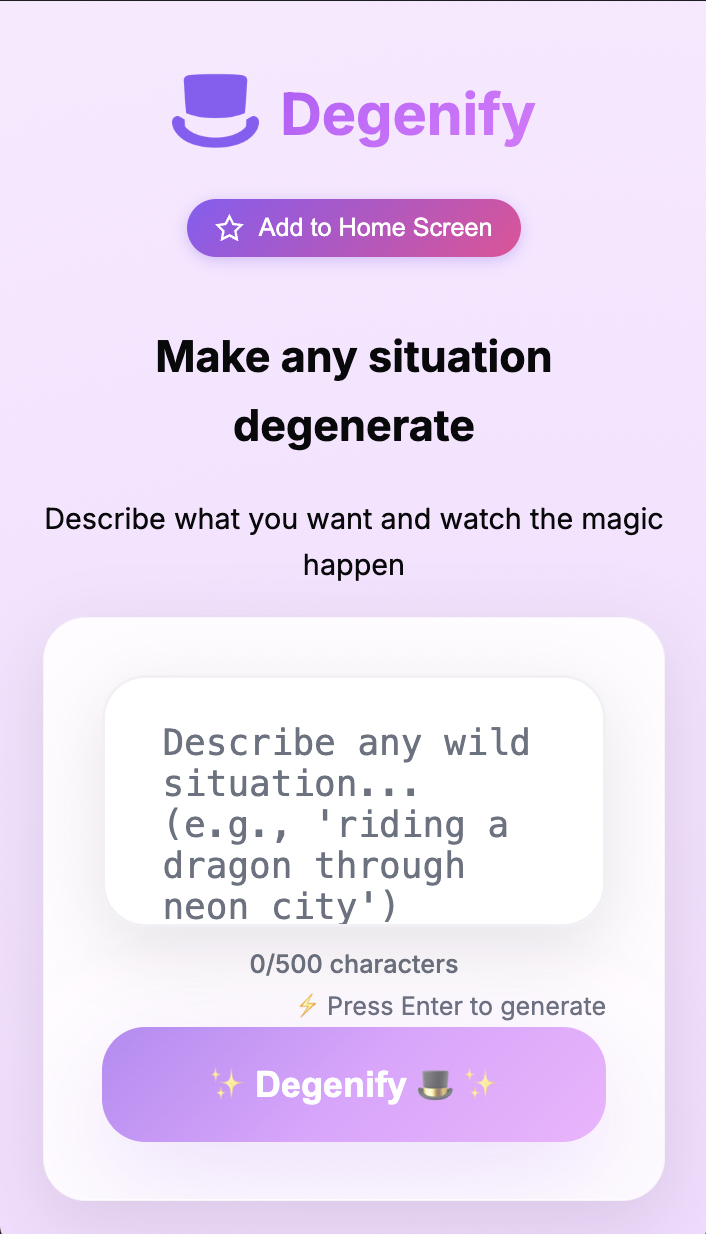 Degenify
Add to Home Screen
Make any situation
degenerate
Describe what you want and watch the magic
happen
Describe any wild
situation...
(e.g., 'riding a
dragon through
neon city')
0/500 characters
⚡ Press Enter to generate
✨ Degenify 🎩 ✨